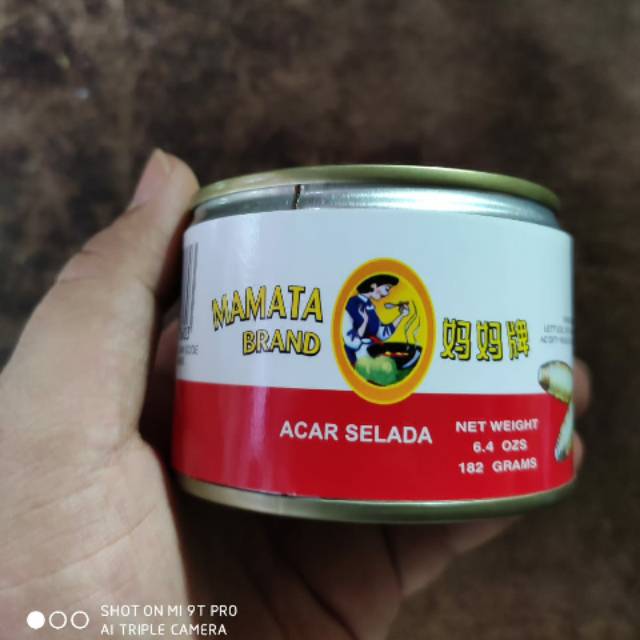 MAMATA
BRAND
妈妈牌
ACAR SELADA
NET WEIGHT
6.4 OZS
182 GRAMS
SHOT ON MI 9T PRO
AI TRIPLE CAMERA